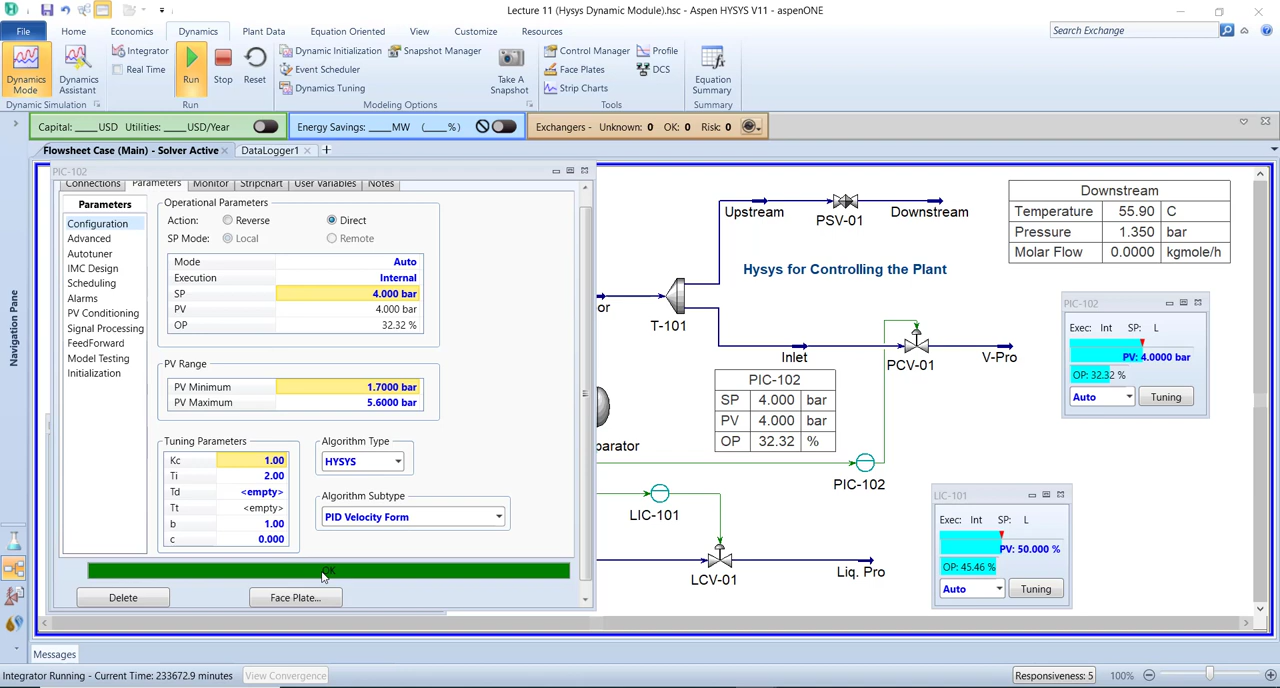 Lecture 11 (Hysys Dynamic Module).hsc - Aspen HYSYS V11 - aspenONE
File Home Economics Dynamics Plant Data Equation Oriented View Customize Resources Search Exchange
Dynamics Mode
Dynamics Assistant
Integrator
Real Time
Dynamic Simulation
Run Stop Reset
Run
Dynamic Initialization Snapshot Manager
Event Scheduler
Dynamics Tuning
Take A Snapshot
Modeling Options
Control Manager Profile
Face Plates DCS
Strip Charts
Tools
Equation Summary
Summary
Capital: ____USD Utilities: ____USD/Year
Energy Savings: ____MW (____%)
Exchangers - Unknown: 0 OK: 0 Risk: 0
Flowsheet Case (Main) - Solver Active DataLogger1 +
Navigation Pane
PIC-102
Connections Parameters Monitor Stripchart User Variables Notes
Parameters
Configuration
Advanced
Autotuner
IMC Design
Scheduling
Alarms
PV Conditioning
Signal Processing
FeedForward
Model Testing
Initialization
Operational Parameters
Action: Reverse Direct
SP Mode: Local Remote
Mode Auto
Execution Internal
SP 4.000 bar
PV 4.000 bar
OP 32.32 %
PV Range
PV Minimum 1.7000 bar
PV Maximum 5.6000 bar
Tuning Parameters
Kc 1.00
Ti 2.00
Td <empty>
Tt <empty>
b 1.00
c 0.000
Algorithm Type
HYSYS
Algorithm Subtype
PID Velocity Form
OK
Delete Face Plate...
Upstream
PSV-01
Downstream
Hysys for Controlling the Plant
or
T-101
Inlet
PCV-01
V-Pro
Downstream
Temperature 55.90 C
Pressure 1.350 bar
Molar Flow 0.0000 kgmole/h
PIC-102
Exec: Int SP: L
PV: 4.0000 bar
OP: 32.32 %
Auto Tuning
PIC-102
SP 4.000 bar
PV 4.000 bar
OP 32.32 %
parator
PIC-102
LIC-101
LCV-01
Liq. Pro
LIC-101
Exec: Int SP: L
PV: 50.000 %
OP: 45.46 %
Auto Tuning
Messages
Integrator Running - Current Time: 233672.9 minutes View Convergence Responsiveness: 5 100%